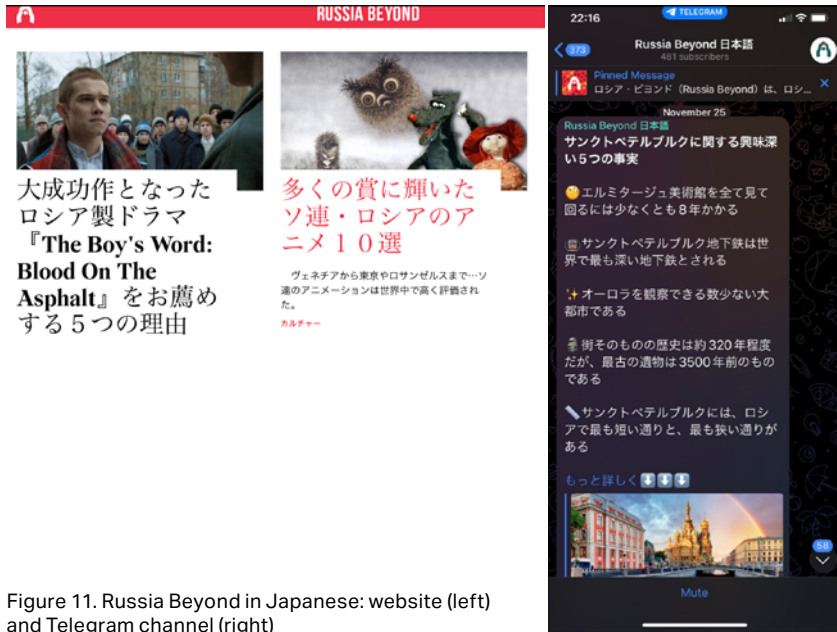 RUSSIA BEYOND
大成功作となった
ロシア製ドラマ
『The Boy's Word:
Blood On The
Asphalt』をお薦め
する５つの理由
多くの賞に輝いた
ソ連・ロシアのア
ニメ１０選
ヴェネチアから東京やロサンゼルスまで…ソ
連のアニメーションは世界中で高く評価され
た。
カルチャー
22:16
TELEGRAM
373
Russia Beyond 日本語
461 subscribers
Pinned Message
ロシア・ビヨンド（Russia Beyond）は、ロシ...
November 25
Russia Beyond 日本語
サンクトペテルブルクに関する興味深
い5つの事実
🧐エルミタージュ美術館を全て見て
回るには少なくとも8年かかる
🚇サンクトペテルブルク地下鉄は世
界で最も深い地下鉄とされる
✨オーロラを観察できる数少ない大
都市である
🗿街そのものの歴史は約320年程度
だが、最古の遺物は3500年前のもの
である
📏サンクトペテルブルクには、ロシ
アで最も短い通りと、最も狭い通りが
ある
もっと詳しく⬇️⬇️⬇️
58
Mute
Figure 11. Russia Beyond in Japanese: website (left)
and Telegram channel (right)